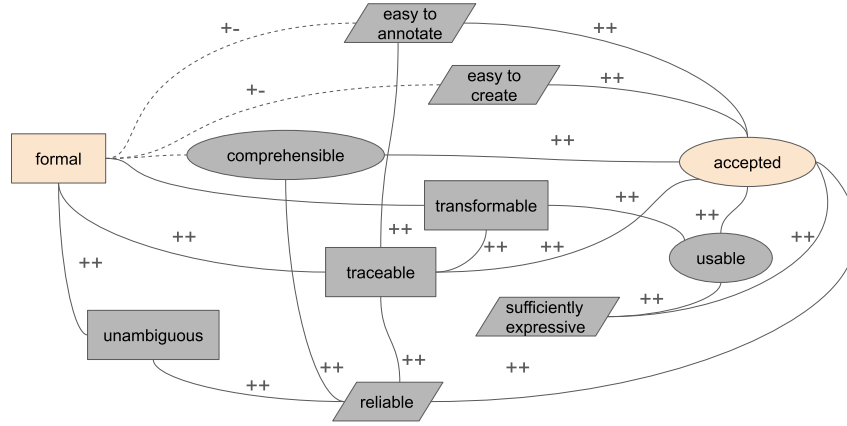 easy to
annotate
+-
++
easy to
create
+-
++
formal
comprehensible
++
accepted
transformable
++
++
++
++
++
++
traceable
usable
++
++
++
sufficiently
expressive
unambiguous
++
++
++
++
reliable